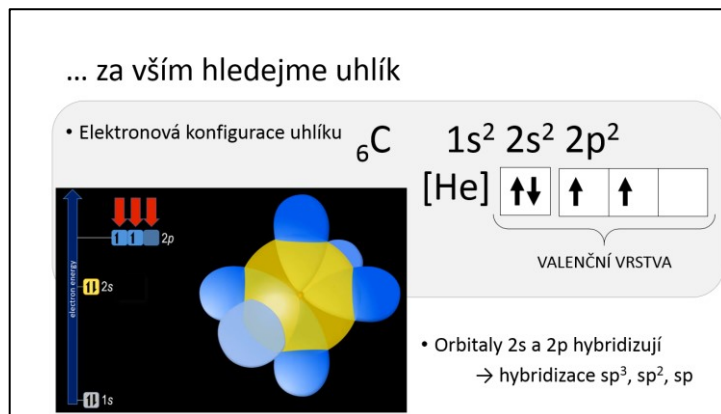 ... za vším hledejme uhlík
• Elektronová konfigurace uhlíku
₆C 1s² 2s² 2p²
[He]
VALENČNÍ VRSTVA
electron energy
2p
2s
1s
• Orbitaly 2s a 2p hybridizují
→ hybridizace sp³, sp², sp